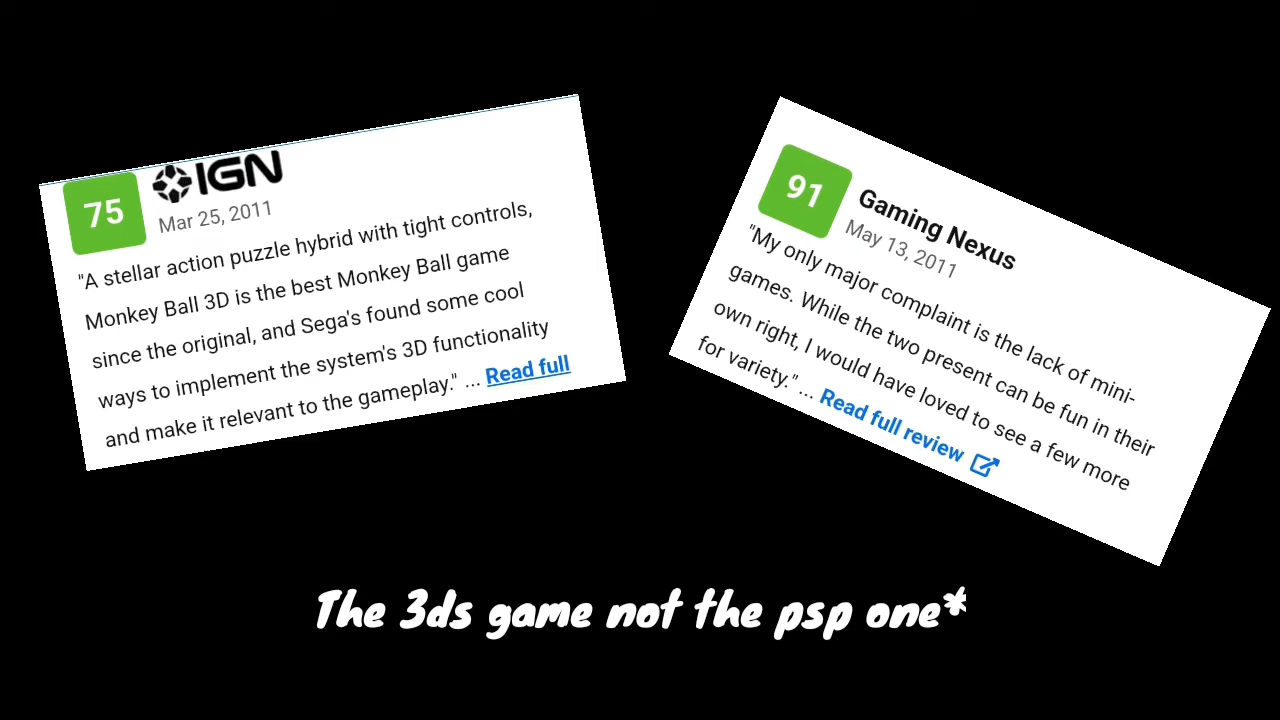 75
IGN
Mar 25, 2011
"A stellar action puzzle hybrid with tight controls,
Monkey Ball 3D is the best Monkey Ball game
since the original, and Sega's found some cool
ways to implement the system's 3D functionality
and make it relevant to the gameplay." ... Read full
91
Gaming Nexus
May 13, 2011
"My only major complaint is the lack of mini-
games. While the two present can be fun in their
own right, I would have loved to see a few more
for variety." ... Read full review
The 3ds game not the psp one*